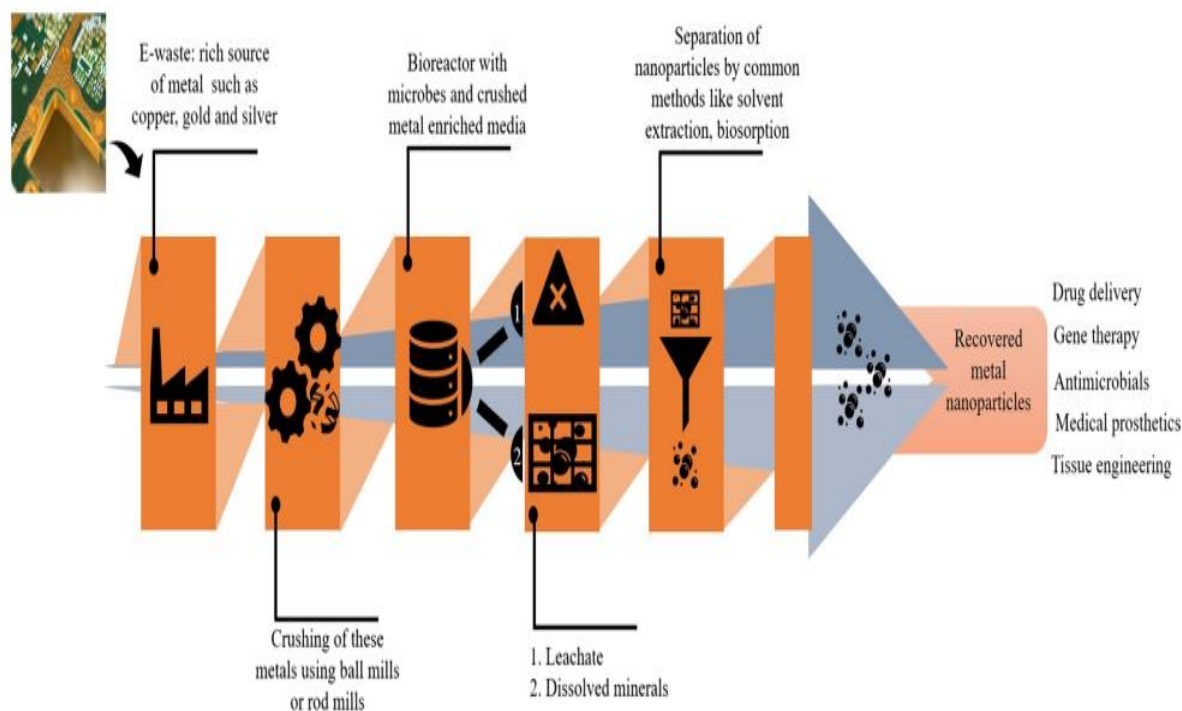 E-waste: rich source
of metal such as
copper, gold and silver
Bioreactor with
microbes and crushed
metal enriched media
Separation of
nanoparticles by common
methods like solvent
extraction, biosorption
1
2
Recovered
metal
nanoparticles
Drug delivery
Gene therapy
Antimicrobials
Medical prosthetics
Tissue engineering
Crushing of these
metals using ball mills
or rod mills
1. Leachate
2. Dissolved minerals